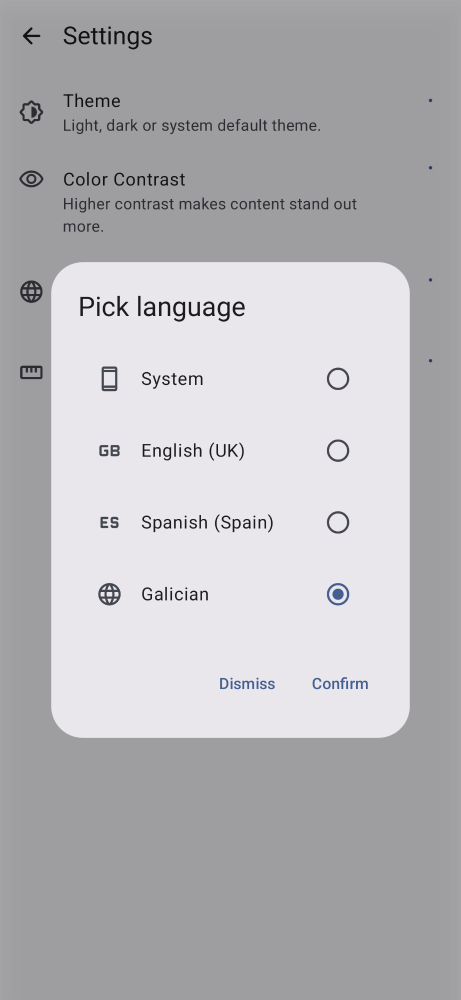 Settings
Theme
Light, dark or system default theme.
Color Contrast
Higher contrast makes content stand out
more.
Pick language
System
GB English (UK)
ES Spanish (Spain)
Galician
Dismiss Confirm